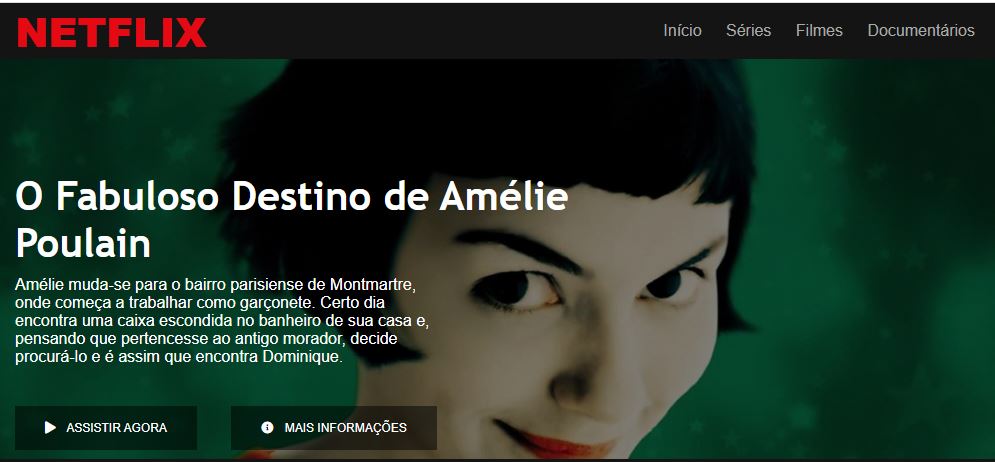 NETFLIX
Início Séries Filmes Documentários
O Fabuloso Destino de Amélie
Poulain
Amélie muda-se para o bairro parisiense de Montmartre,
onde começa a trabalhar como garçonete. Certo dia
encontra uma caixa escondida no banheiro de sua casa e,
pensando que pertencesse ao antigo morador, decide
procurá-lo e é assim que encontra Dominique.
ASSISTIR AGORA MAIS INFORMAÇÕES